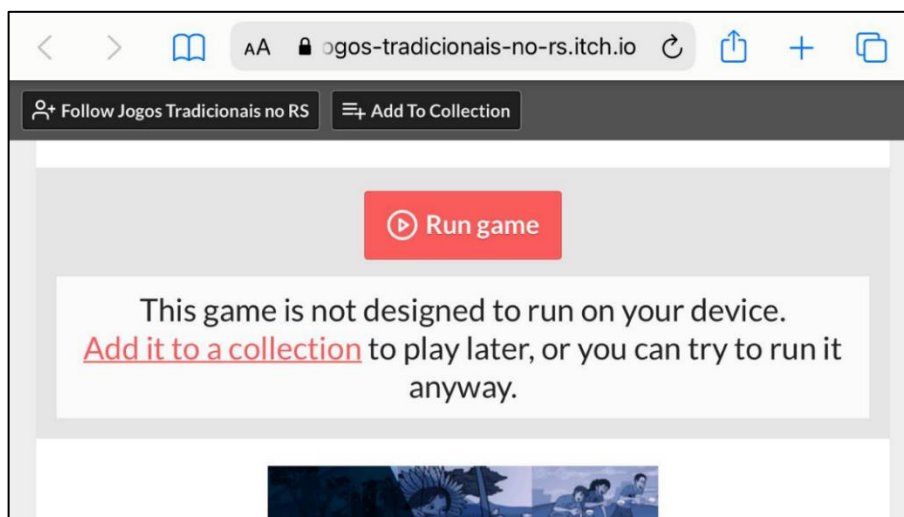 AA ogos-tradicionais-no-rs.itch.io
Follow Jogos Tradicionais no RS Add To Collection
Run game
This game is not designed to run on your device.
Add it to a collection to play later, or you can try to run it
anyway.